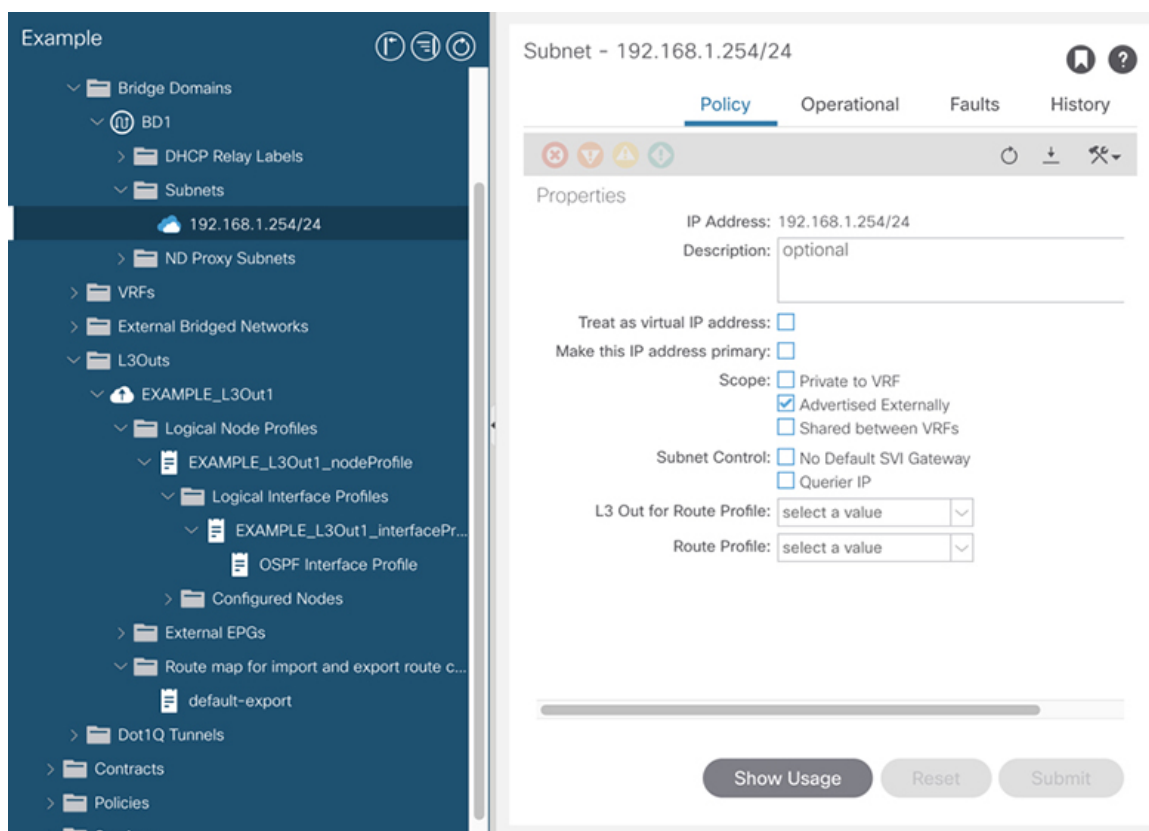 Example
Bridge Domains
BD1
DHCP Relay Labels
Subnets
192.168.1.254/24
ND Proxy Subnets
VRFs
External Bridged Networks
L3Outs
EXAMPLE_L3Out1
Logical Node Profiles
EXAMPLE_L3Out1_nodeProfile
Logical Interface Profiles
EXAMPLE_L3Out1_interfacePr...
OSPF Interface Profile
Configured Nodes
External EPGs
Route map for import and export route c...
default-export
Dot1Q Tunnels
Contracts
Policies
Subnet - 192.168.1.254/24
Policy Operational Faults History
Properties
IP Address: 192.168.1.254/24
Description: optional
Treat as virtual IP address:
Make this IP address primary:
Scope: Private to VRF
Advertised Externally
Shared between VRFs
Subnet Control: No Default SVI Gateway
Querier IP
L3 Out for Route Profile: select a value
Route Profile: select a value
Show Usage Reset Submit